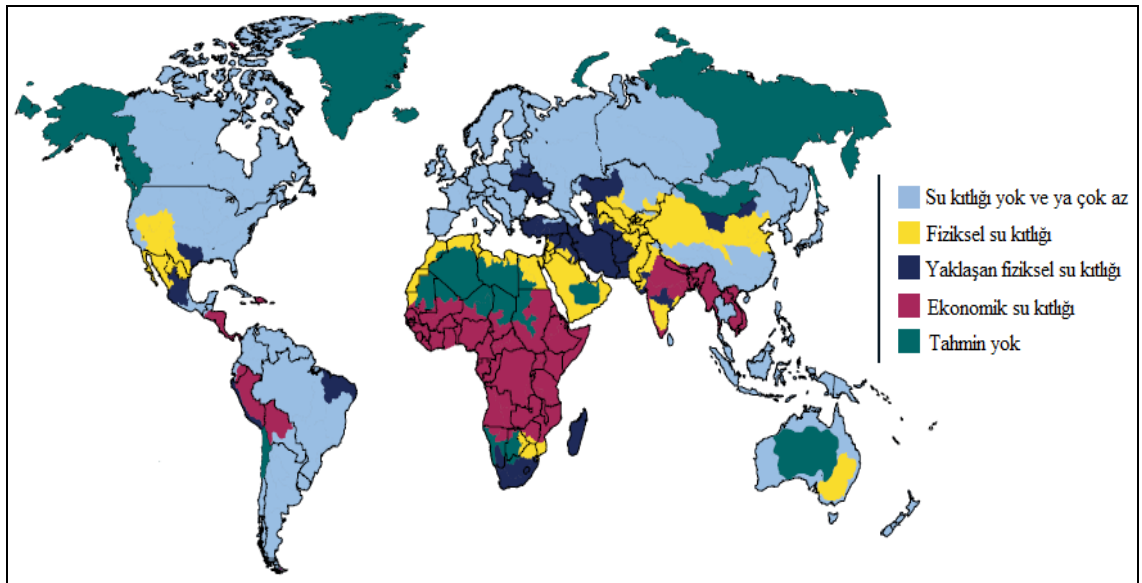 Su kıtlığı yok ve ya çok az
Fiziksel su kıtlığı
Yaklaşan fiziksel su kıtlığı
Ekonomik su kıtlığı
Tahmin yok